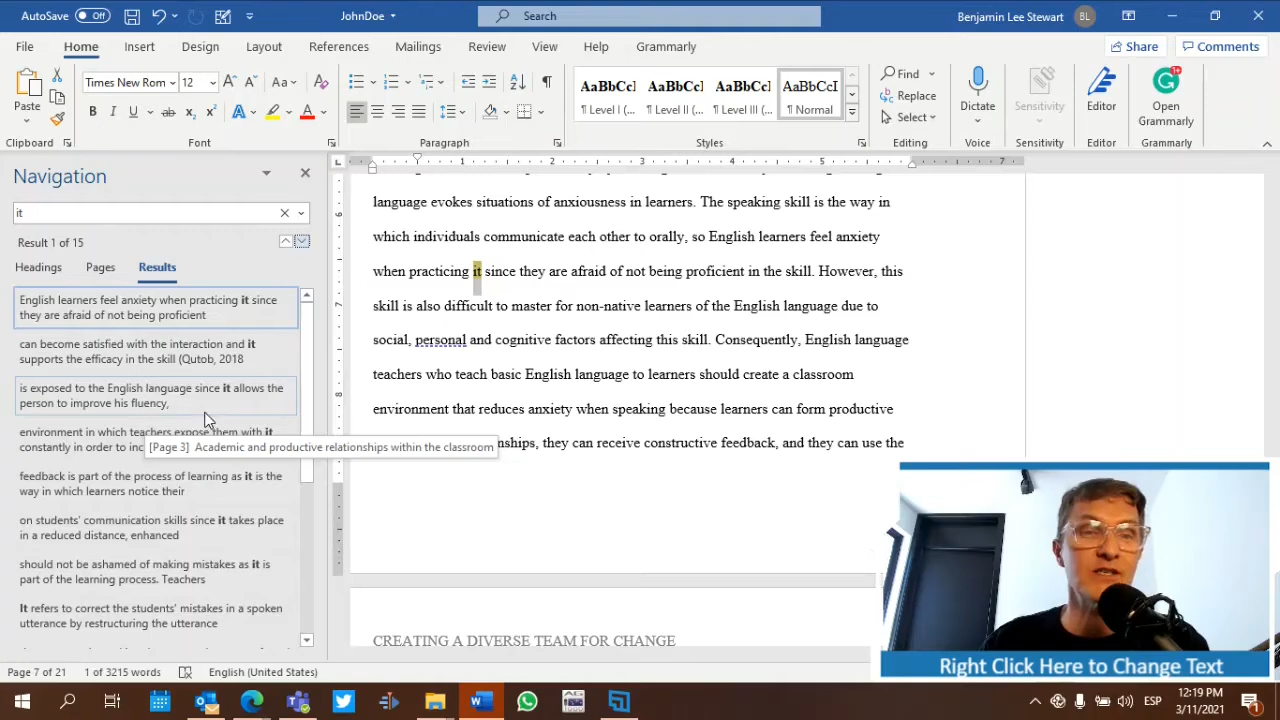 AutoSave Off
JohnDoe
Search
Benjamin Lee Stewart BL
File Home Insert Design Layout References Mailings Review View Help Grammarly
Share Comments
Times New Rom 12
Paste
Clipboard
Font
Paragraph
AaBbCc] AaBbC] AaBbCc] AaBbCcI
¶ Level I (... ¶ Level II (... ¶ Level III (... ¶ Normal
Styles
Find
Replace
Select
Editing
Dictate
Voice
Sensitivity
Sensitivity
Editor
Editor
Open
Grammarly
Grammarly
Navigation
it
Result 1 of 15
Headings Pages Results
English learners feel anxiety when practicing it since
they are afraid of not being proficient
can become satisfied with the interaction and it
supports the efficacy in the skill (Qutob, 2018
is exposed to the English language since it allows the
person to improve his fluency,
environment in which teachers expose them with it
constantly in order to inc
[Page 3] Academic and productive relationships within the classroom
feedback is part of the process of learning as it is the
way in which learners notice their
on students' communication skills since it takes place
in a reduced distance, enhanced
should not be ashamed of making mistakes as it is
part of the learning process. Teachers
It refers to correct the students' mistakes in a spoken
utterance by restructuring the utterance
1 2 3 4 5 7
6
7
8
language evokes situations of anxiousness in learners. The speaking skill is the way in
which individuals communicate each other to orally, so English learners feel anxiety
when practicing it since they are afraid of not being proficient in the skill. However, this
skill is also difficult to master for non-native learners of the English language due to
social, personal and cognitive factors affecting this skill. Consequently, English language
teachers who teach basic English language to learners should create a classroom
environment that reduces anxiety when speaking because learners can form productive
nships, they can receive constructive feedback, and they can use the
CREATING A DIVERSE TEAM FOR CHANGE
Right Click Here to Change Text
Page 7 of 21 1 of 3215 words English (United States)
ESP
12:19 PM
3/11/2021